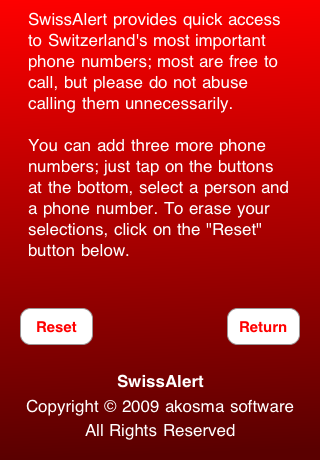 SwissAlert provides quick access
to Switzerland's most important
phone numbers; most are free to
call, but please do not abuse
calling them unnecessarily.
You can add three more phone
numbers; just tap on the buttons
at the bottom, select a person and
a phone number. To erase your
selections, click on the "Reset"
button below.
Reset
Return
SwissAlert
Copyright © 2009 akosma software
All Rights Reserved